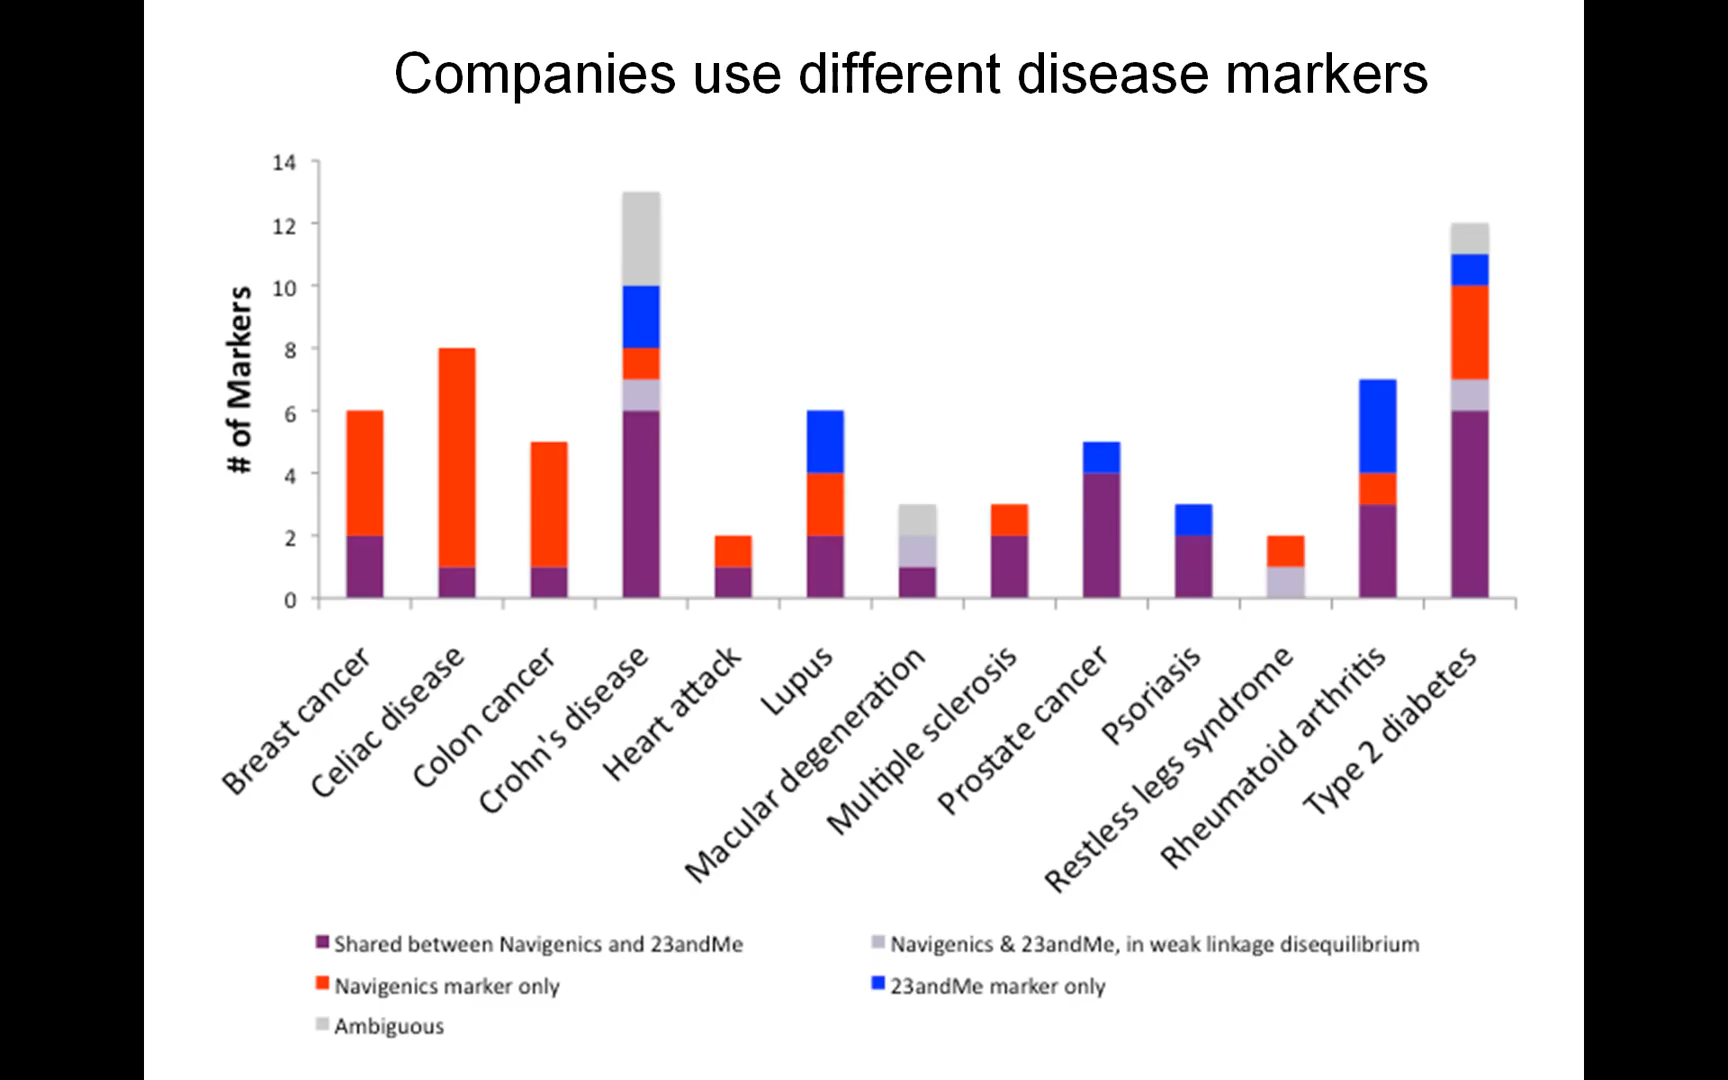 Companies use different disease markers
14
12
10
8
6
4
2
0
# of Markers
Breast cancer
Celiac disease
Colon cancer
Crohn's disease
Heart attack
Lupus
Macular degeneration
Multiple sclerosis
Prostate cancer
Psoriasis
Restless legs syndrome
Rheumatoid arthritis
Type 2 diabetes
Shared between Navigenics and 23andMe
Navigenics & 23andMe, in weak linkage disequilibrium
Navigenics marker only
23andMe marker only
Ambiguous